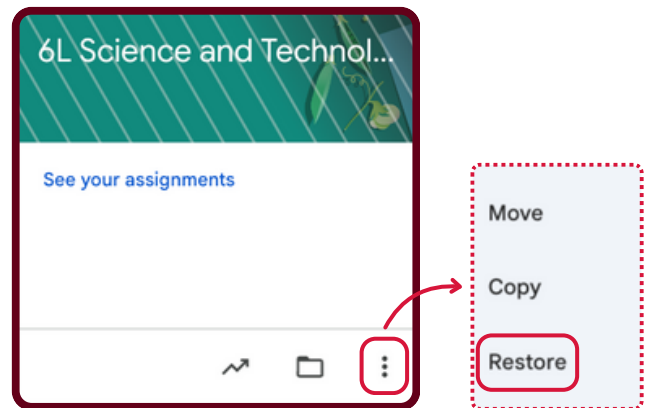 6L Science and Technol...
See your assignments
Move
Copy
Restore